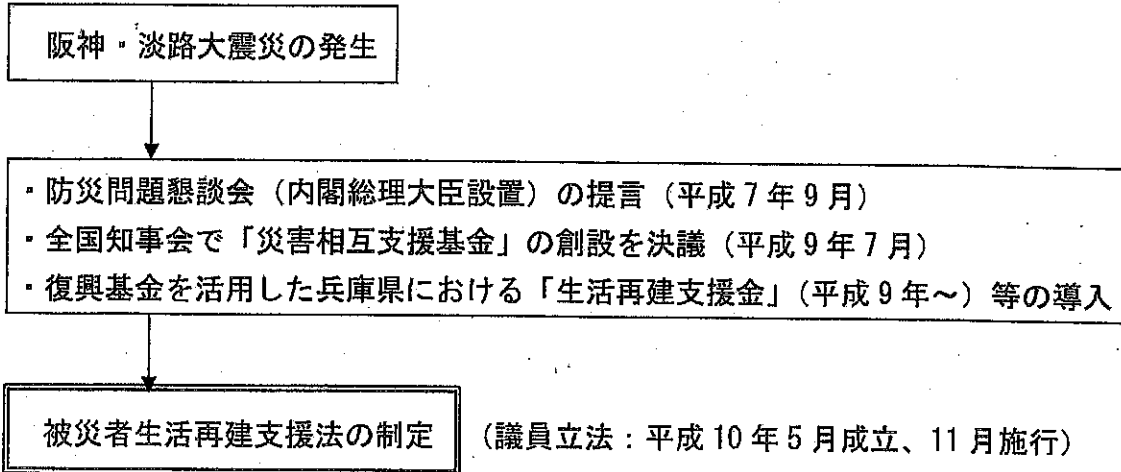 阪神・淡路大震災の発生
・防災問題懇談会（内閣総理大臣設置）の提言（平成７年９月）
・全国知事会で「災害相互支援基金」の創設を決議（平成９年７月）
・復興基金を活用した兵庫県における「生活再建支援金」（平成９年～）等の導入
被災者生活再建支援法の制定　（議員立法：平成10年５月成立、11月施行）